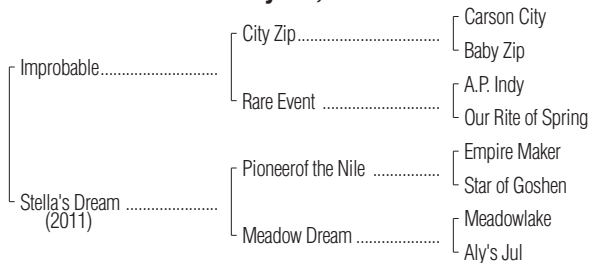 Carson City
City Zip
Baby Zip
Improbable
A.P. Indy
Rare Event
Our Rite of Spring
Empire Maker
Pioneerof the Nile
Star of Goshen
Stella's Dream
(2011)
Meadowlake
Meadow Dream
Aly's Jul